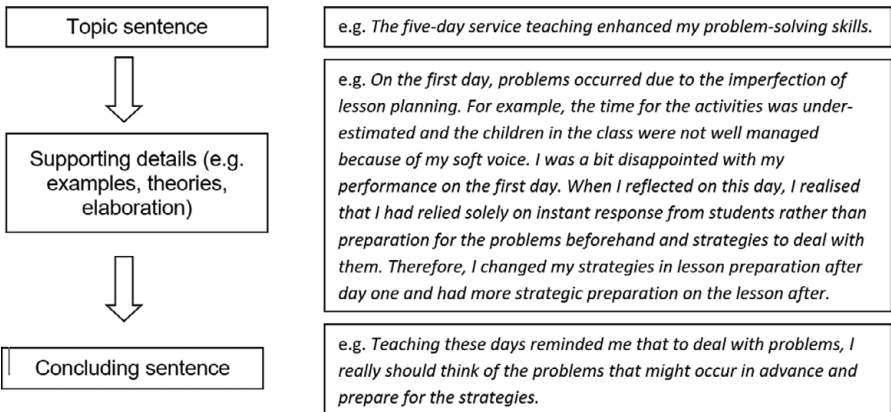 Topic sentence
e.g. The five-day service teaching enhanced my problem-solving skills.
Supporting details (e.g.
examples, theories,
elaboration)
e.g. On the first day, problems occurred due to the imperfection of
lesson planning. For example, the time for the activities was under-
estimated and the children in the class were not well managed
because of my soft voice. I was a bit disappointed with my
performance on the first day. When I reflected on this day, I realised
that I had relied solely on instant response from students rather than
preparation for the problems beforehand and strategies to deal with
them. Therefore, I changed my strategies in lesson preparation after
day one and had more strategic preparation on the lesson after.
Concluding sentence
e.g. Teaching these days reminded me that to deal with problems, I
really should think of the problems that might occur in advance and
prepare for the strategies.